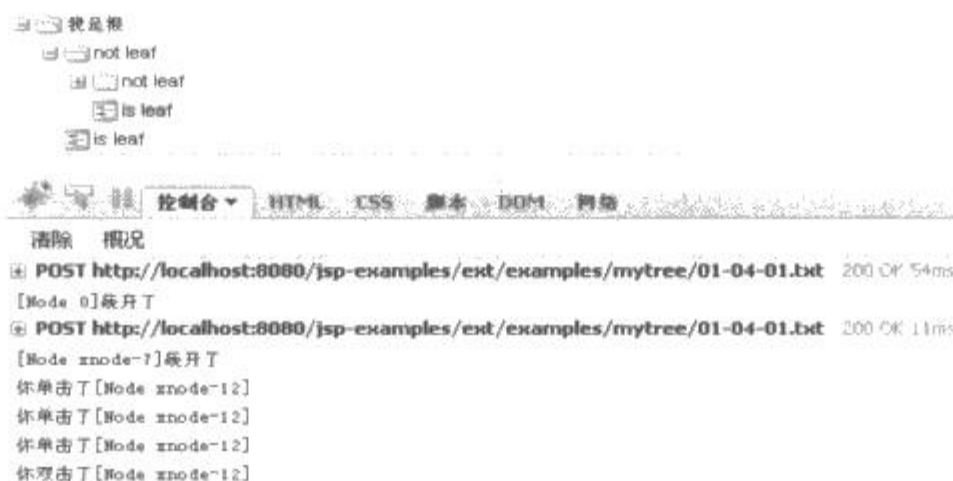 我是根
not leaf
not leaf
is leaf
is leaf
控制台 HTML CSS 脚本 DOM 网络
清除 概况
POST http://localhost:8080/jsp-examples/ext/examples/mytree/01-04-01.txt 200 OK 54ms
[Node 0]展开了
POST http://localhost:8080/jsp-examples/ext/examples/mytree/01-04-01.txt 200 OK 11ms
[Node xnode-7]展开了
你单击了[Node xnode-12]
你单击了[Node xnode-12]
你单击了[Node xnode-12]
你双击了[Node xnode-12]